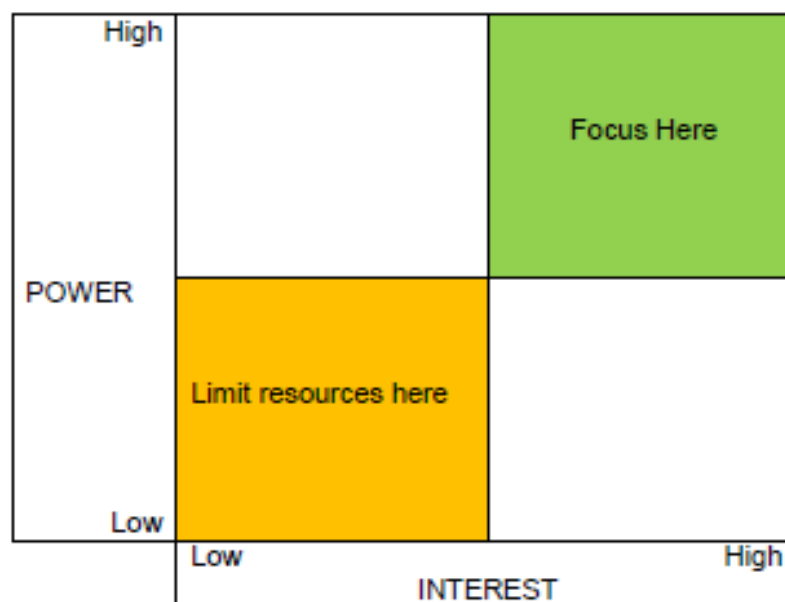 High
Focus Here
POWER
Limit resources here
Low
Low
High
INTEREST